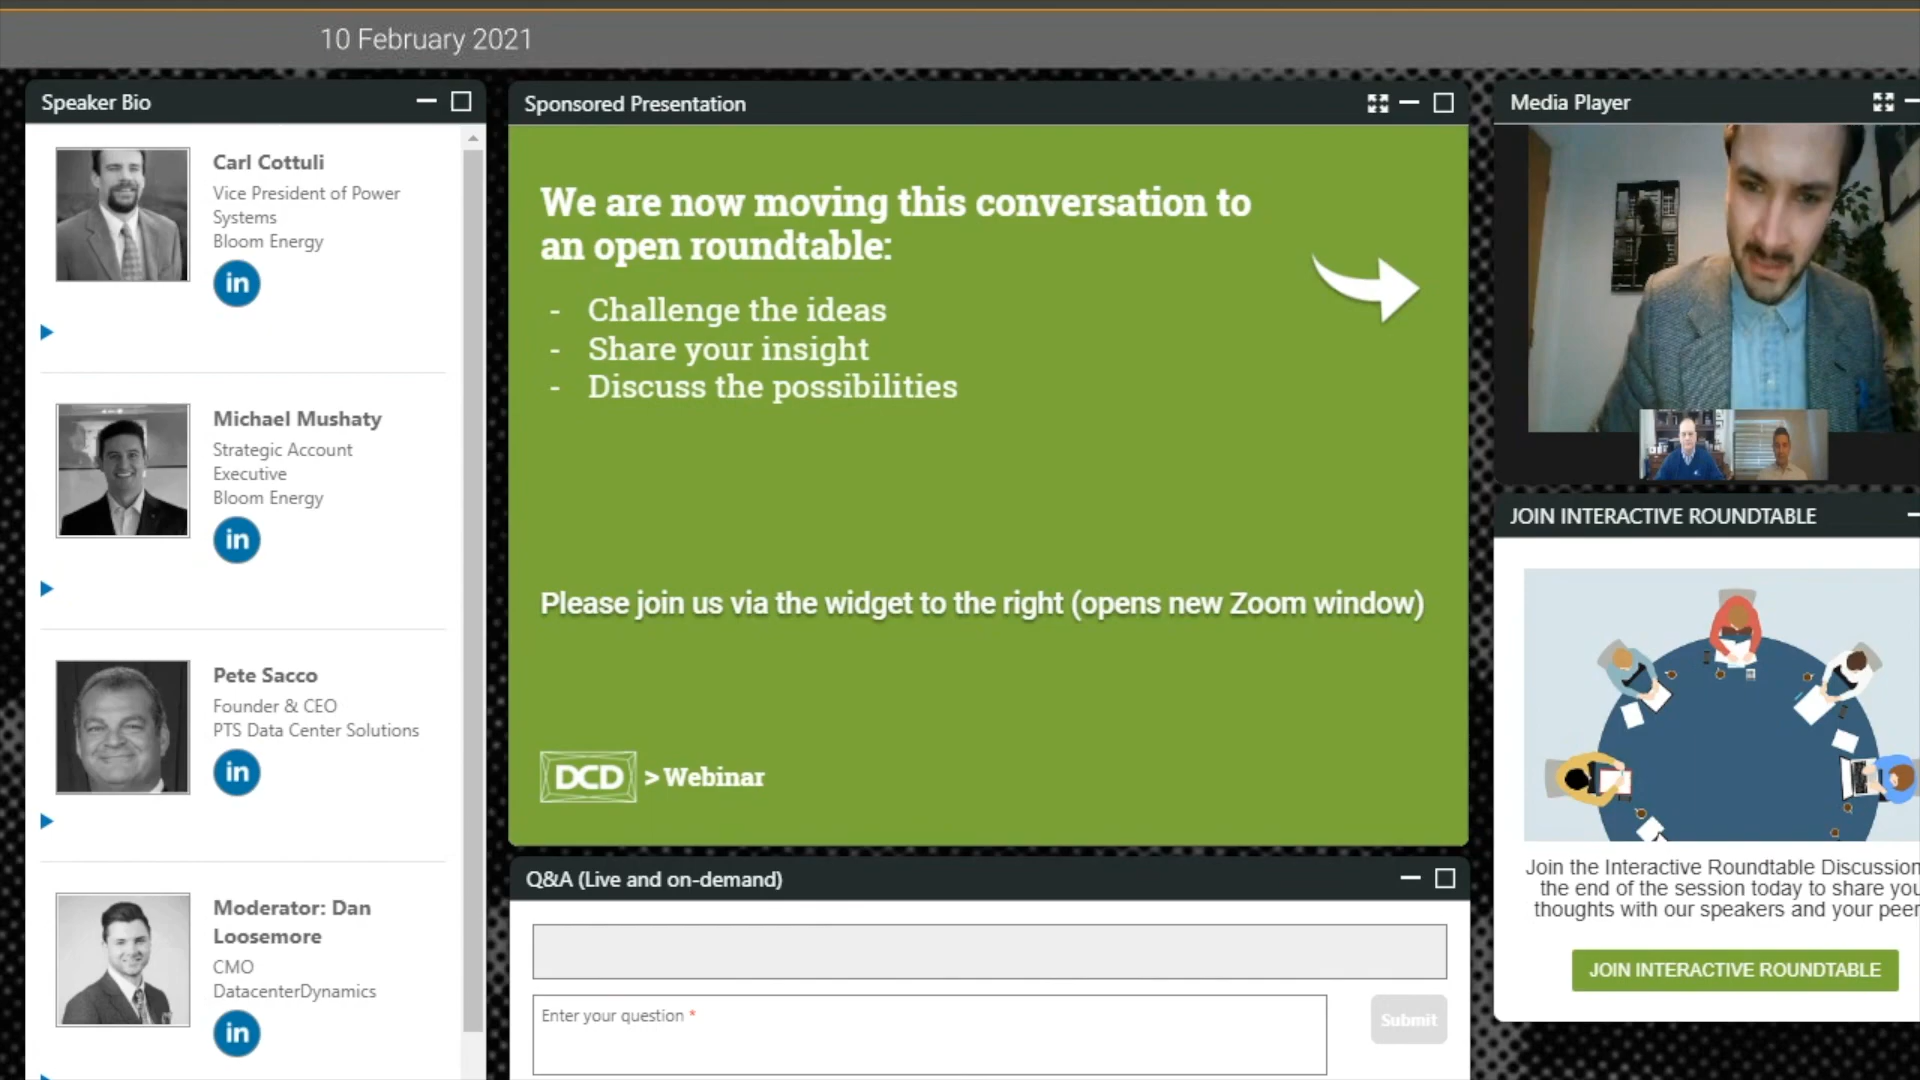 10 February 2021
Speaker Bio
Carl Cottuli
Vice President of Power
Systems
Bloom Energy
in
Michael Mushaty
Strategic Account
Executive
Bloom Energy
in
Pete Sacco
Founder & CEO
PTS Data Center Solutions
in
Moderator: Dan
Loosemore
CMO
DatacenterDynamics
in
Sponsored Presentation
We are now moving this conversation to
an open roundtable:
- Challenge the ideas
- Share your insight
- Discuss the possibilities
Please join us via the widget to the right (opens new Zoom window)
DCD > Webinar
Q&A (Live and on-demand)
Enter your question *
Submit
Media Player
JOIN INTERACTIVE ROUNDTABLE
Join the Interactive Roundtable Discussion
the end of the session today to share you
thoughts with our speakers and your peer
JOIN INTERACTIVE ROUNDTABLE